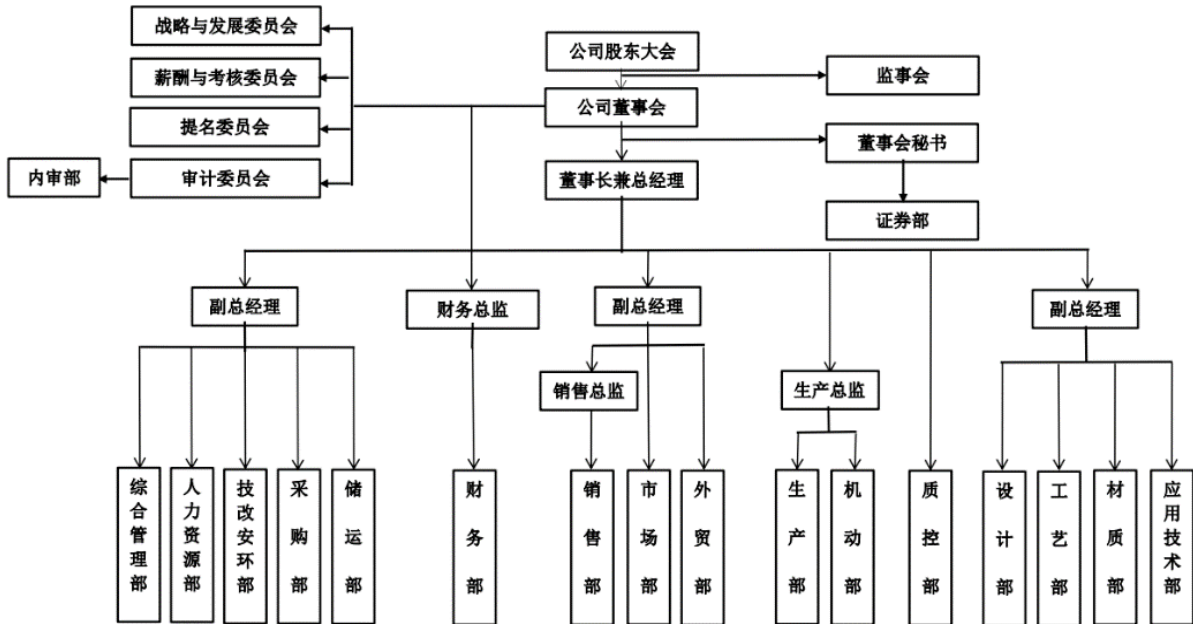 战略与发展委员会
公司股东大会
薪酬与考核委员会
监事会
公司董事会
提名委员会
董事会秘书
内审部
审计委员会
董事长兼总经理
证券部
副总经理
财务总监
副总经理
副总经理
销售总监
生产总监
综合管理部
人力资源部
技改安环部
采购部
储运部
财务部
销售部
市场部
外贸部
生产部
机动部
质控部
设计部
工艺部
材质部
应用技术部